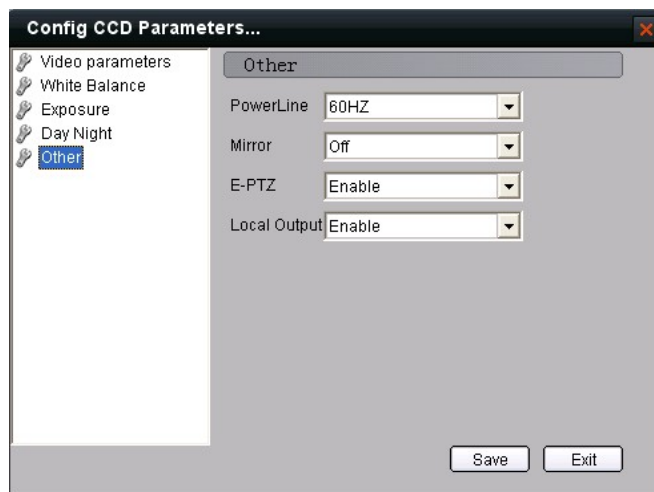 Config CCD Parameters...
Video parameters
White Balance
Exposure
Day Night
Other
Other
PowerLine 60HZ
Mirror Off
E-PTZ Enable
Local Output Enable
Save Exit